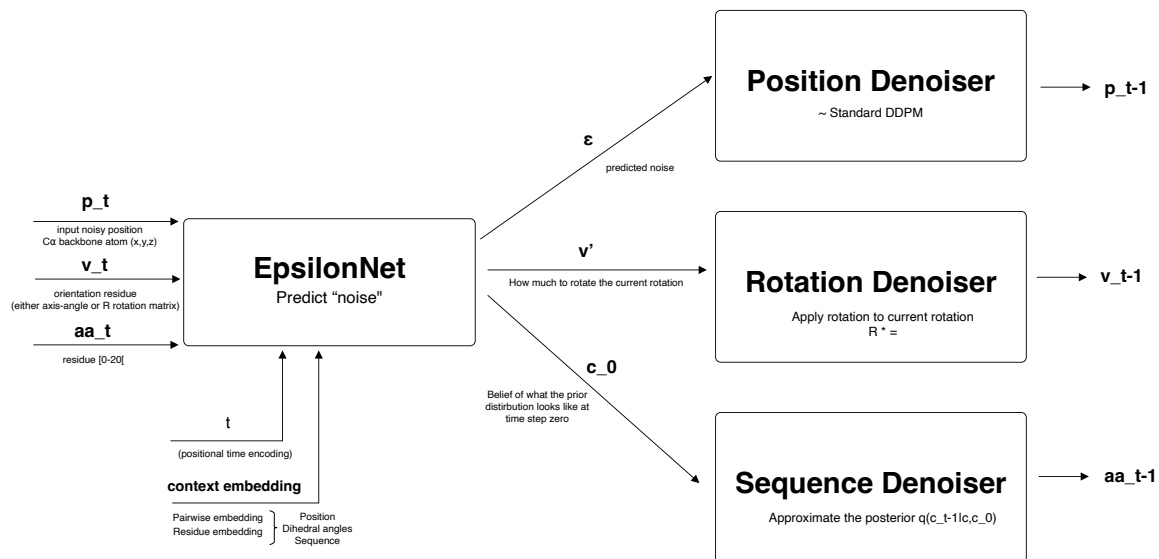 p_t
input noisy position
Cα backbone atom (x,y,z)
v_t
orientation residue
(either axis-angle or R rotation matrix)
aa_t
residue [0-20[
t
(positional time encoding)
context embedding
Pairwise embedding
Residue embedding
Position
Dihedral angles
Sequence
EpsilonNet
Predict “noise"
ε
predicted noise
v’
How much to rotate the current rotation
c_0
Belief of what the prior
distirbution looks like at
time step zero
Position Denoiser
~ Standard DDPM
p_t-1
Rotation Denoiser
Apply rotation to current rotation
R * =
v_t-1
Sequence Denoiser
Approximate the posterior q(c_t-1|c,c_0)
aa_t-1